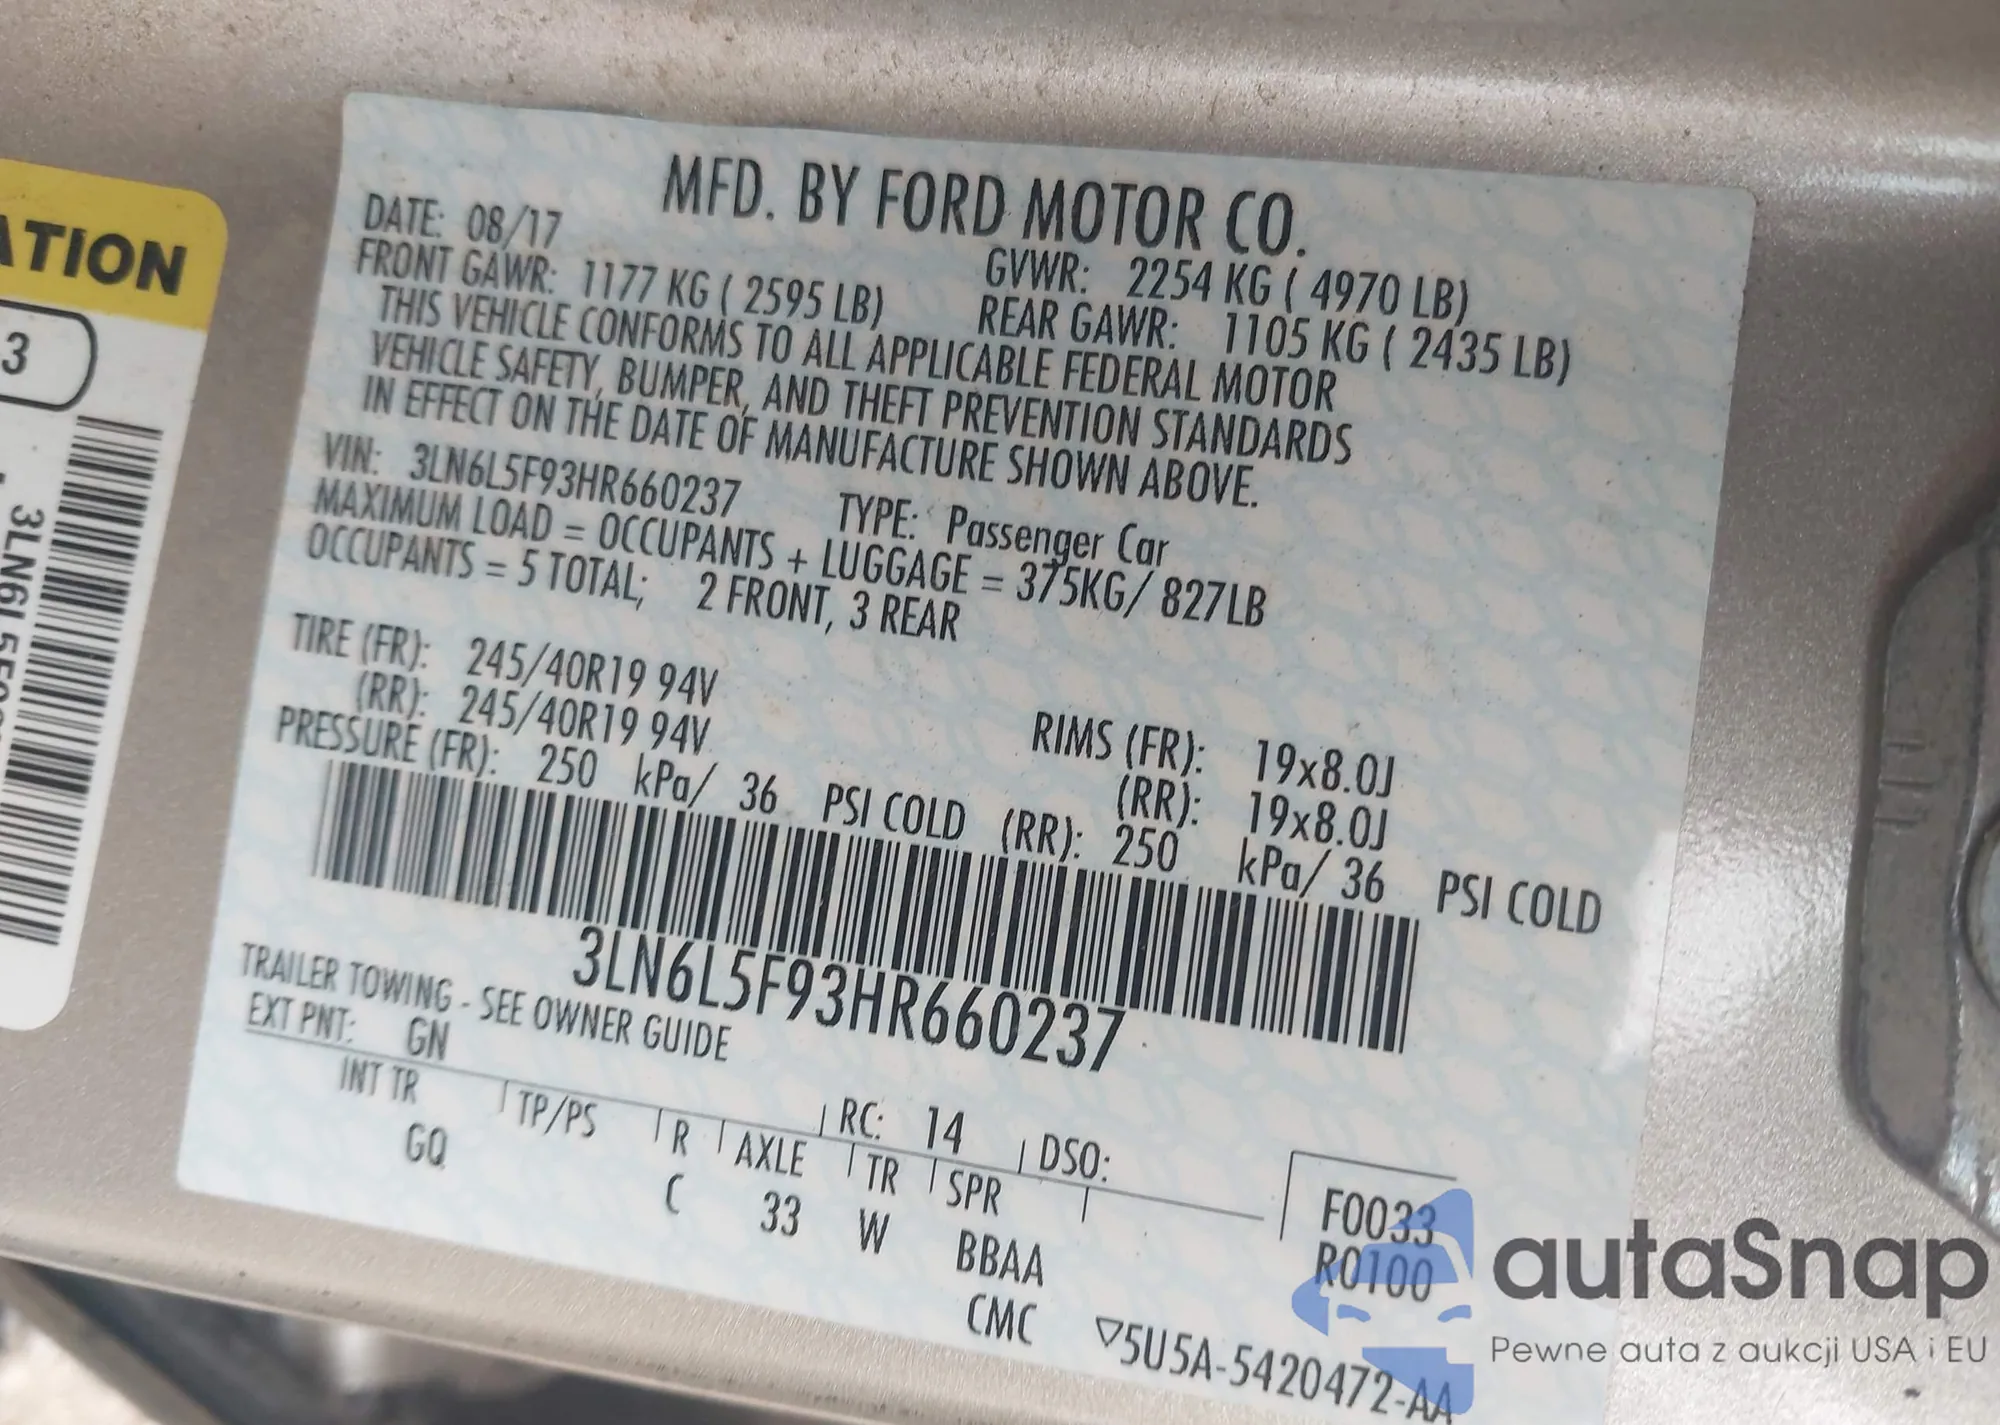 ATION
3
3LN6L5F9
MFD. BY FORD MOTOR CO.
DATE: 08/17
GVWR: 2254 KG ( 4970 LB)
FRONT GAWR: 1177 KG ( 2595 LB)
REAR GAWR: 1105 KG ( 2435 LB)
THIS VEHICLE CONFORMS TO ALL APPLICABLE FEDERAL MOTOR
VEHICLE SAFETY, BUMPER, AND THEFT PREVENTION STANDARDS
IN EFFECT ON THE DATE OF MANUFACTURE SHOWN ABOVE.
VIN: 3LN6L5F93HR660237 TYPE: Passenger Car
MAXIMUM LOAD = OCCUPANTS + LUGGAGE = 375KG/ 827LB
OCCUPANTS = 5 TOTAL; 2 FRONT, 3 REAR
TIRE (FR): 245/40R19 94V RIMS (FR): 19x8.0J
(RR): 245/40R19 94V (RR): 19x8.0J
PRESSURE (FR): 250 kPa/ 36 PSI COLD (RR): 250 kPa/ 36 PSI COLD
3LN6L5F93HR660237
TRAILER TOWING - SEE OWNER GUIDE
EXT PNT: GN RC: 14 DSO:
INT TR TP/PS R AXLE TR SPR
GQ C 33 W BBAA
CMC
F0033
R0100
▽5U5A-5420472-AA
autaSnap
Pewne auta z aukcji USA i EU